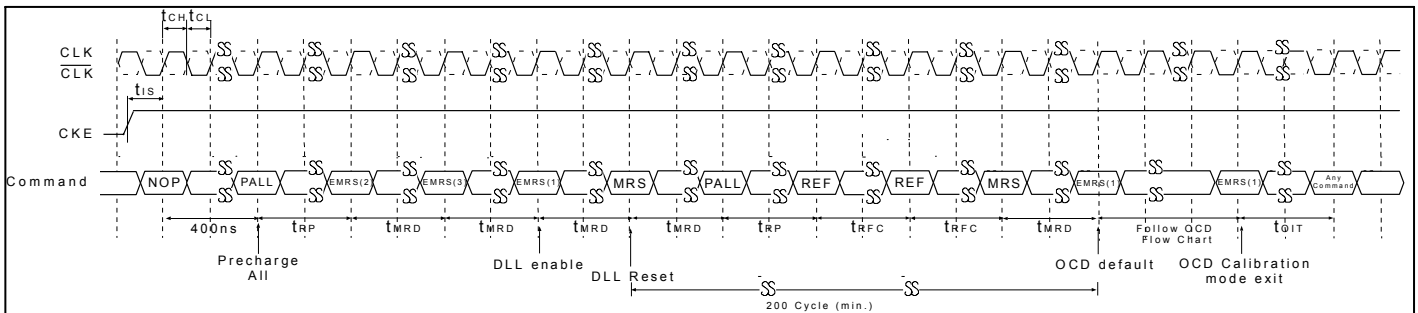 tCH tCL
CLK
CLK
tIS
CKE
Command NOP PALL EMRS(2) EMRS(3) EMRS(1) MRS PALL REF REF MRS EMRS(1) EMRS(1) Any Command
400ns tRP tMRD tMRD tMRD tMRD tRP tRFC tRFC tMRD Follow OCD Flow Chart tOIT
Precharge All
DLL enable
DLL Reset
OCD default
OCD Calibration mode exit
200 Cycle (min.)